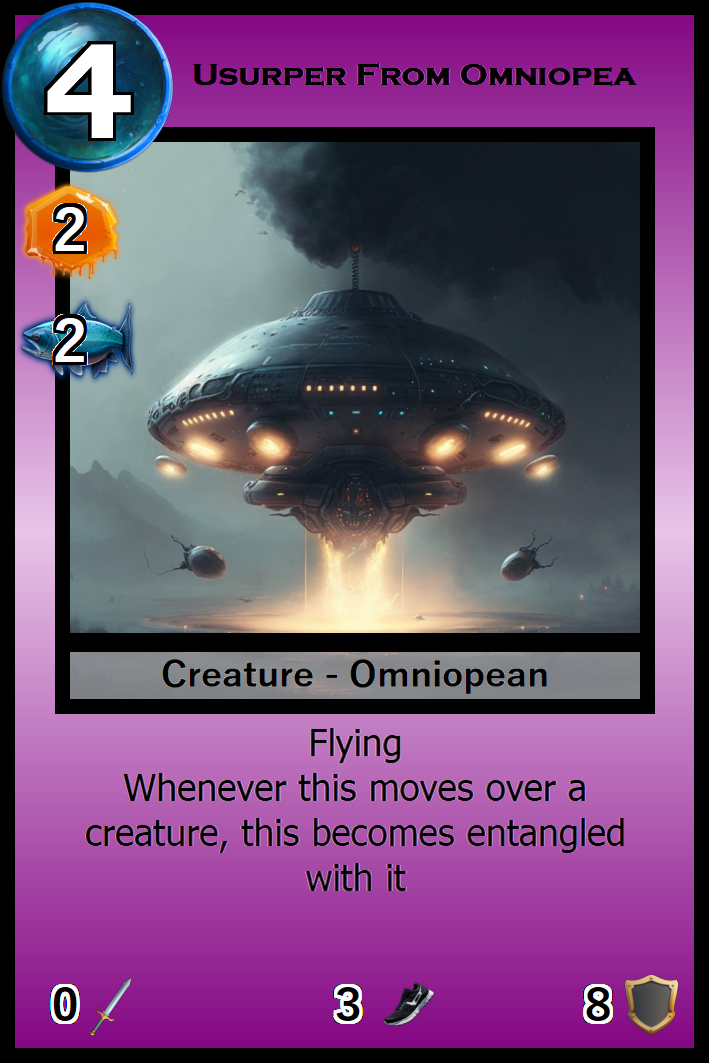 4
Usurper From Omniopea
2
2
Creature - Omniopean
Flying
Whenever this moves over a
creature, this becomes entangled
with it
0 3 8